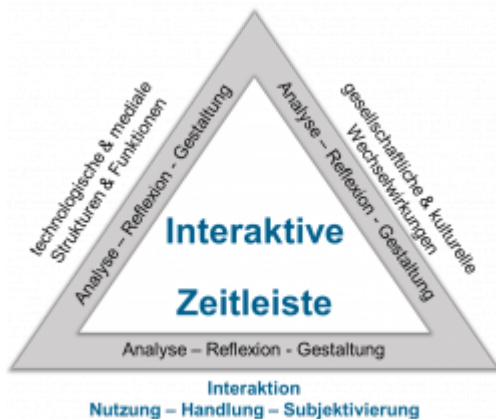 technologische & mediale
Strukturen & Funktionen
Analyse – Reflexion - Gestaltung
Analyse – Reflexion - Gestaltung
gesellschaftliche & kulturelle
Wechselwirkungen
Interaktive
Zeitleiste
Analyse – Reflexion - Gestaltung
Interaktion
Nutzung – Handlung – Subjektivierung